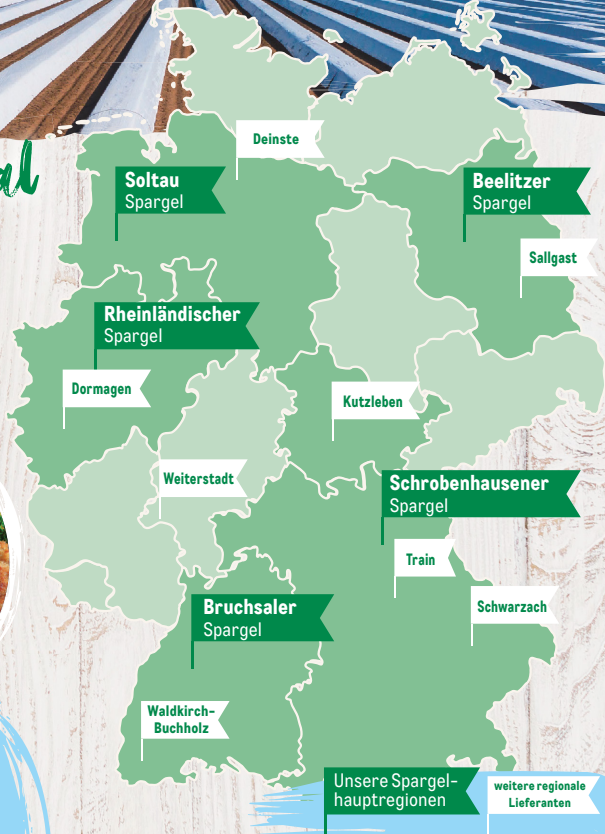 al
Deinste
Soltau
Spargel
Beelitzer
Spargel
Sallgast
Rheinländischer
Spargel
Dormagen
Kutzleben
Weiterstadt
Schrobenhausener
Spargel
Train
Schwarzach
Bruchsaler
Spargel
Waldkirch-
Buchholz
Unsere Spargel-
hauptregionen
weitere regionale
Lieferanten